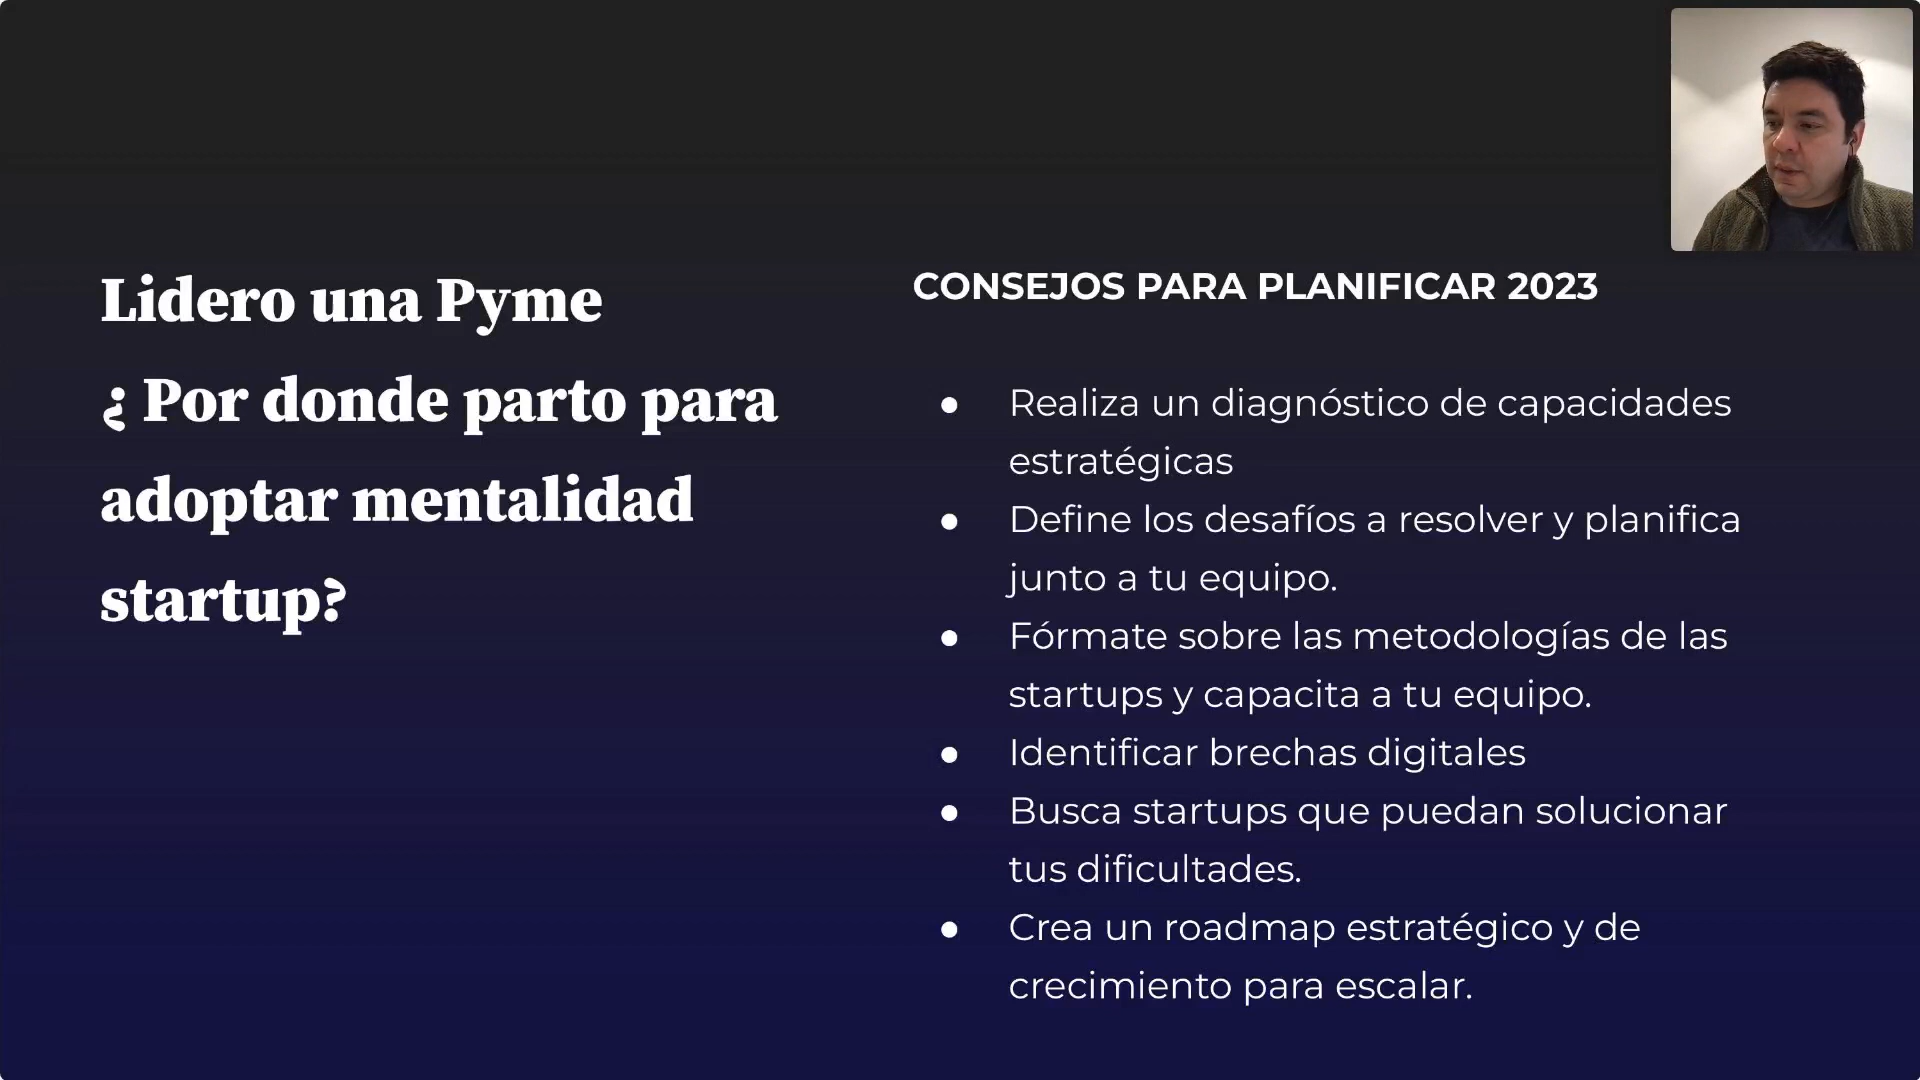 Lidero una Pyme
¿ Por donde parto para
adoptar mentalidad
startup?
CONSEJOS PARA PLANIFICAR 2023
● Realiza un diagnóstico de capacidades
estratégicas
● Define los desafíos a resolver y planifica
junto a tu equipo.
● Fórmate sobre las metodologías de las
startups y capacita a tu equipo.
● Identificar brechas digitales
● Busca startups que puedan solucionar
tus dificultades.
● Crea un roadmap estratégico y de
crecimiento para escalar.